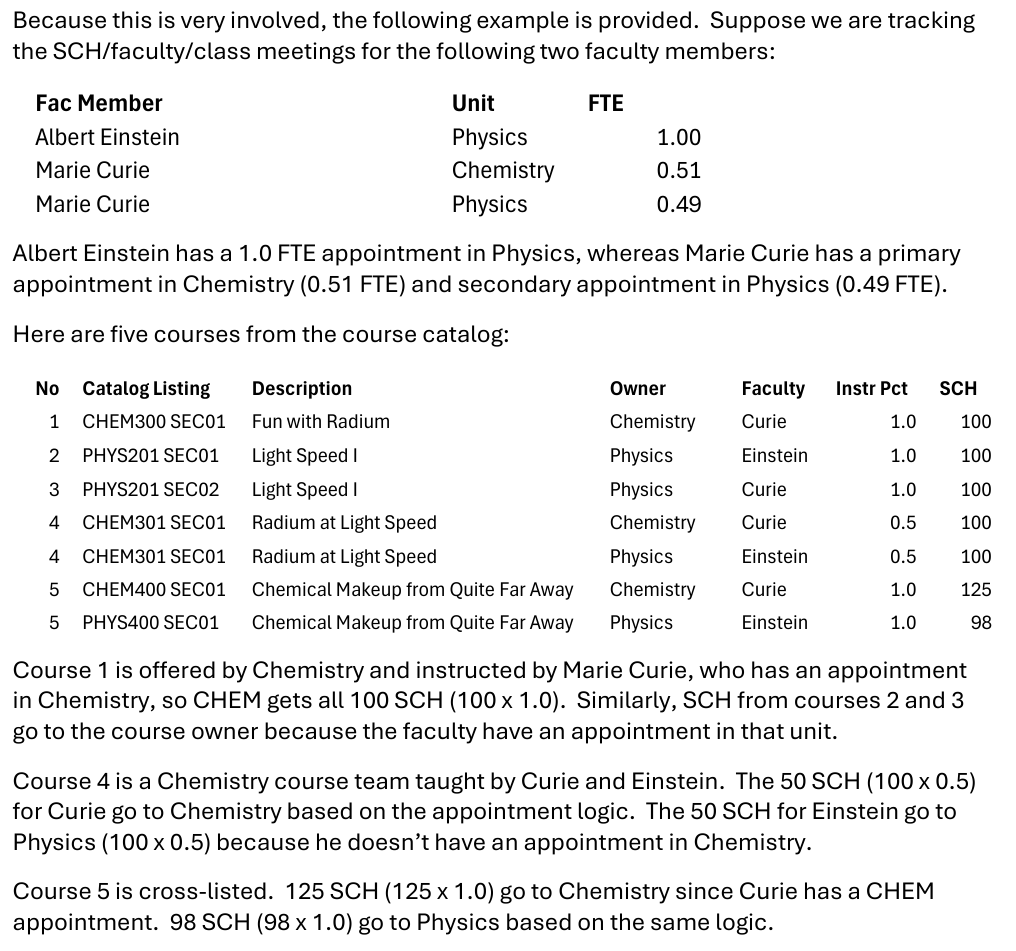 Because this is very involved, the following example is provided.  Suppose we are tracking
the SCH/faculty/class meetings for the following two faculty members:
Fac Member Unit FTE
Albert Einstein Physics 1.00
Marie Curie Chemistry 0.51
Marie Curie Physics 0.49
Albert Einstein has a 1.0 FTE appointment in Physics, whereas Marie Curie has a primary
appointment in Chemistry (0.51 FTE) and secondary appointment in Physics (0.49 FTE).
Here are five courses from the course catalog:
No Catalog Listing Description Owner Faculty Instr Pct SCH
1 CHEM300 SEC01 Fun with Radium Chemistry Curie 1.0 100
2 PHYS201 SEC01 Light Speed I Physics Einstein 1.0 100
3 PHYS201 SEC02 Light Speed I Physics Curie 1.0 100
4 CHEM301 SEC01 Radium at Light Speed Chemistry Curie 0.5 100
4 CHEM301 SEC01 Radium at Light Speed Physics Einstein 0.5 100
5 CHEM400 SEC01 Chemical Makeup from Quite Far Away Chemistry Curie 1.0 125
5 PHYS400 SEC01 Chemical Makeup from Quite Far Away Physics Einstein 1.0 98
Course 1 is offered by Chemistry and instructed by Marie Curie, who has an appointment
in Chemistry, so CHEM gets all 100 SCH (100 x 1.0).  Similarly, SCH from courses 2 and 3
go to the course owner because the faculty have an appointment in that unit.
Course 4 is a Chemistry course team taught by Curie and Einstein.  The 50 SCH (100 x 0.5)
for Curie go to Chemistry based on the appointment logic.  The 50 SCH for Einstein go to
Physics (100 x 0.5) because he doesn’t have an appointment in Chemistry.
Course 5 is cross-listed.  125 SCH (125 x 1.0) go to Chemistry since Curie has a CHEM
appointment.  98 SCH (98 x 1.0) go to Physics based on the same logic.